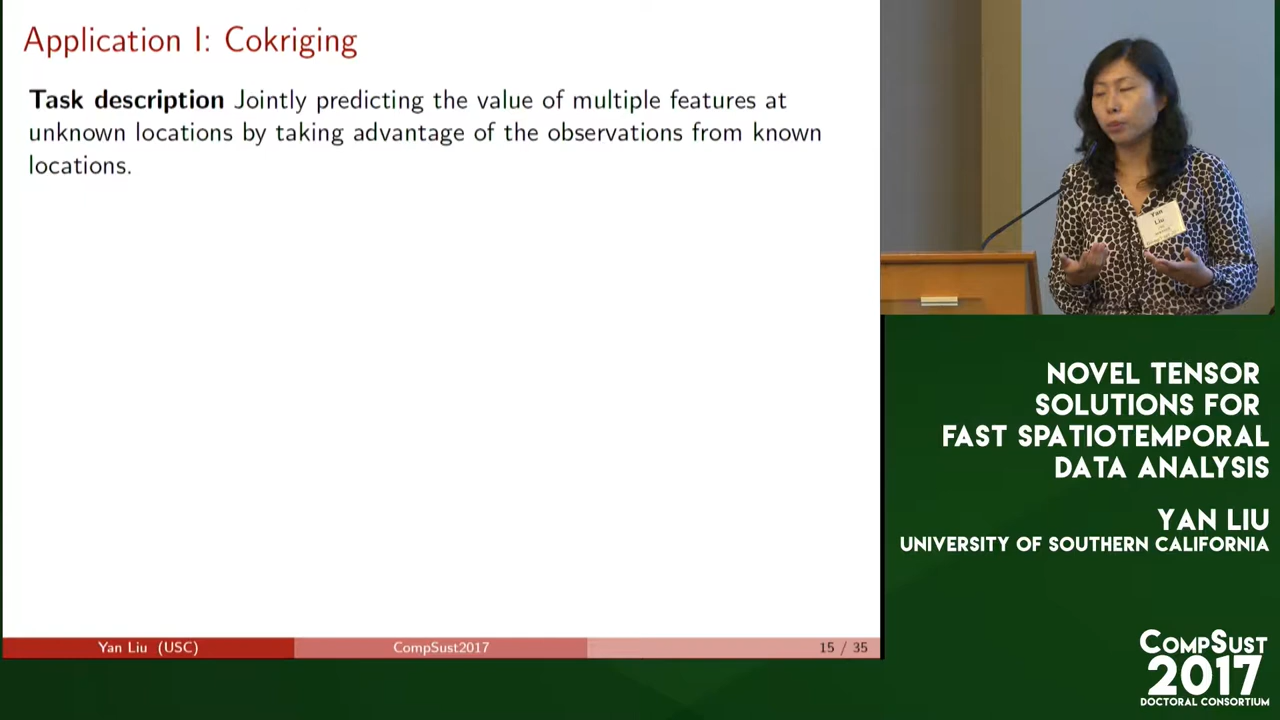 Application I: Cokriging
Task description Jointly predicting the value of multiple features at
unknown locations by taking advantage of the observations from known
locations.
Yan Liu (USC)
CompSust2017
15 / 35
Yan
Liu
NOVEL TENSOR
SOLUTIONS FOR
FAST SPATIOTEMPORAL
DATA ANALYSIS
YAN LIU
UNIVERSITY OF SOUTHERN CALIFORNIA
COMPSUST
2017
DOCTORAL CONSORTIUM